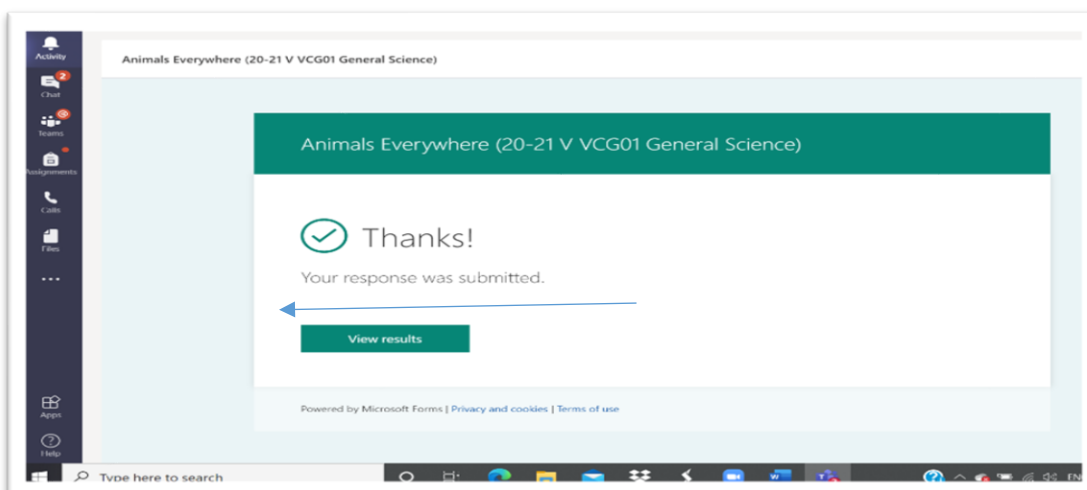 Activity
Animals Everywhere (20-21 V VCG01 General Science)
2
Chat
@
Teams
Assignments
Calls
Files
...
Animals Everywhere (20-21 V VCG01 General Science)
Thanks!
Your response was submitted.
View results
Powered by Microsoft Forms | Privacy and cookies | Terms of use
Apps
Help
Type here to search